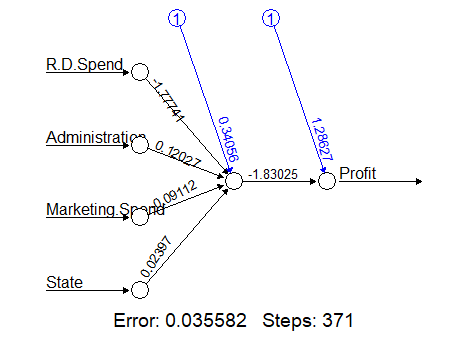 1
1
R.D.Spend
-1.77741
Administration
0.12027
0.34056
1.28627
-1.83025
Profit
Marketing.Spend
-0.09112
State
0.02397
Error: 0.035582 Steps: 371